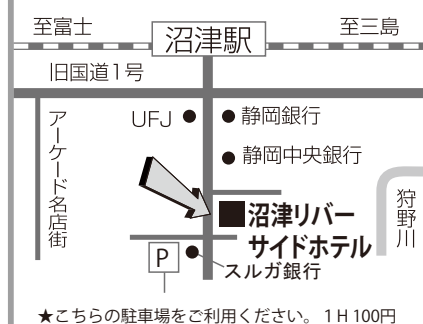 至富士
沼津駅
至三島
旧国道1号
UFJ
静岡銀行
静岡中央銀行
アーケード名店街
沼津リバー
サイドホテル
狩野川
P
スルガ銀行
★こちらの駐車場をご利用ください。 1H 100円